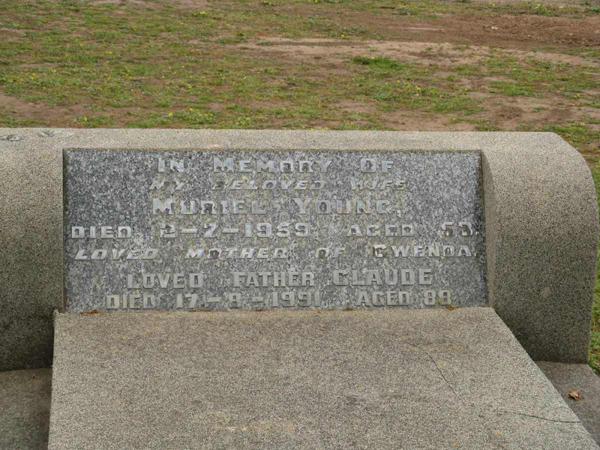 IN MEMORY OF
MY BELOVED WIFE
MURIEL YOUNG,
DIED 2-7-1959. AGED 53.
LOVED MOTHER OF GWENDA.
LOVED FATHER CLAUDE
DIED 17-8-1991 AGED 88